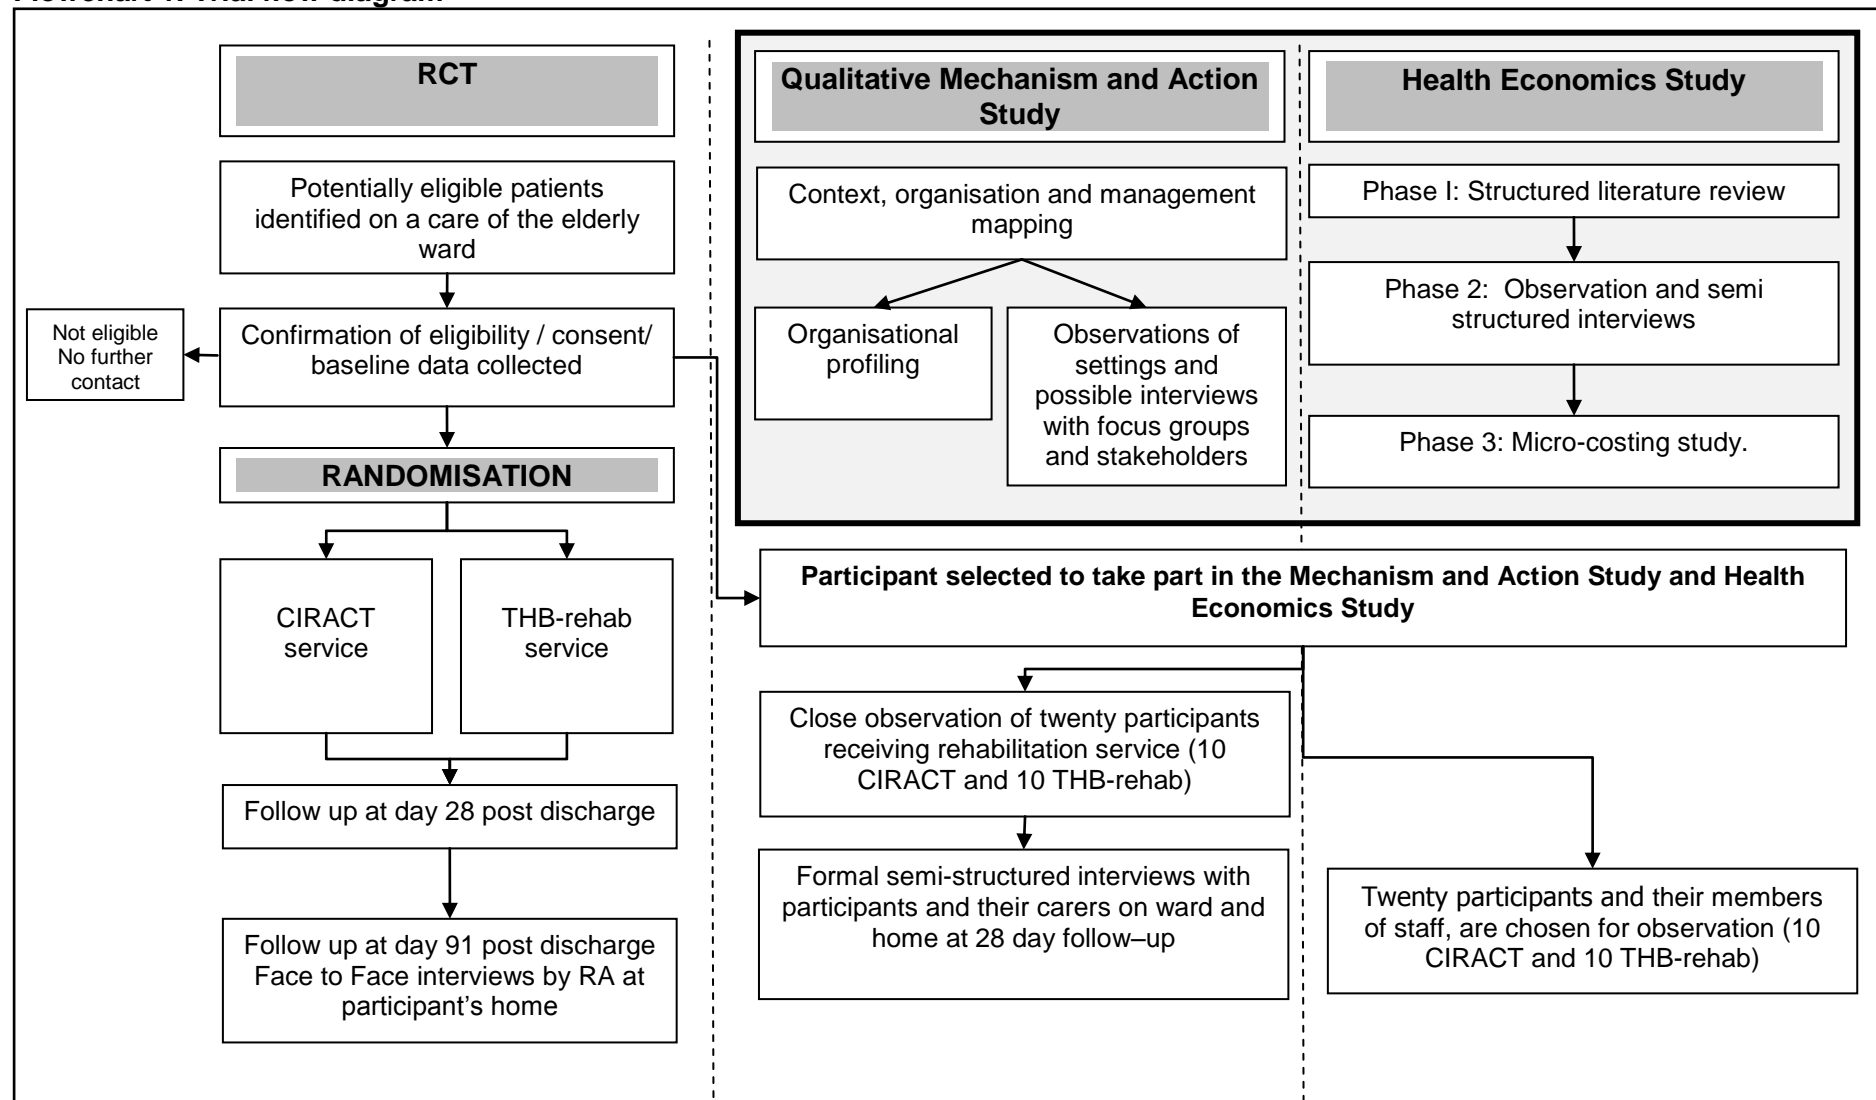 Flowchart 1: Trial flow diagram
RCT
Potentially eligible patients
identified on a care of the elderly
ward
Not eligible
No further
contact
Confirmation of eligibility / consent/
baseline data collected
RANDOMISATION
CIRACT
service
THB-rehab
service
Follow up at day 28 post discharge
Follow up at day 91 post discharge
Face to Face interviews by RA at
participant’s home
Qualitative Mechanism and Action
Study
Context, organisation and management
mapping
Organisational
profiling
Observations of
settings and
possible interviews
with focus groups
and stakeholders
Health Economics Study
Phase I: Structured literature review
Phase 2:  Observation and semi
structured interviews
Phase 3: Micro-costing study.
Participant selected to take part in the Mechanism and Action Study and Health
Economics Study
Close observation of twenty participants
receiving rehabilitation service (10
CIRACT and 10 THB-rehab)
Formal semi-structured interviews with
participants and their carers on ward and
home at 28 day follow–up
Twenty participants and their members
of staff, are chosen for observation (10
CIRACT and 10 THB-rehab)